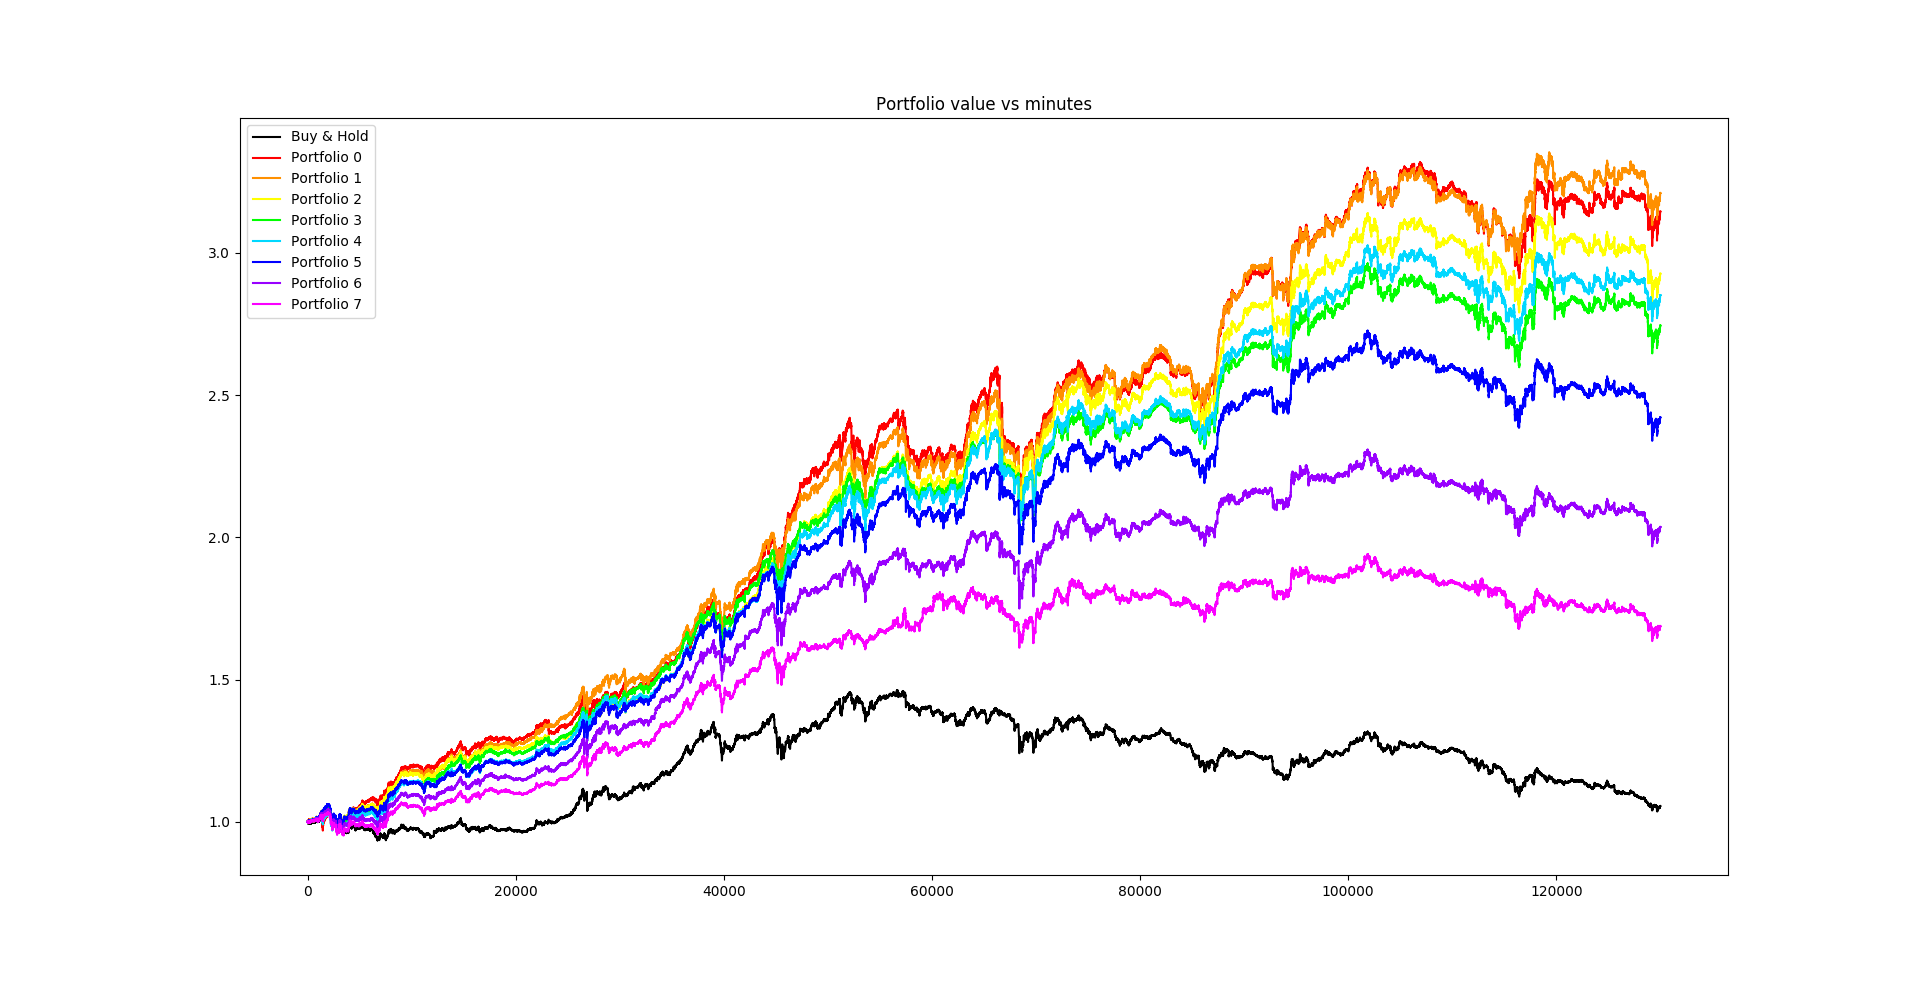 Portfolio value vs minutes
Buy & Hold
Portfolio 0
Portfolio 1
Portfolio 2
Portfolio 3
Portfolio 4
Portfolio 5
Portfolio 6
Portfolio 7
3.0
2.5
2.0
1.5
1.0
0 20000 40000 60000 80000 100000 120000